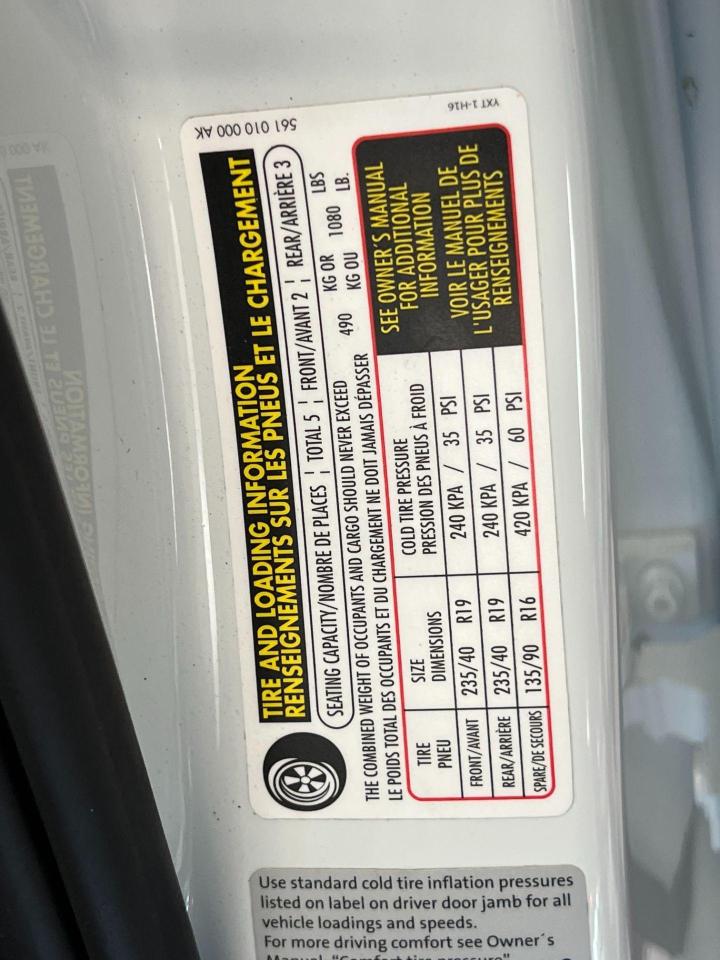 561 010 000 AK
YXT 1-H16
TIRE AND LOADING INFORMATION
RENSEIGNEMENTS SUR LES PNEUS ET LE CHARGEMENT
SEATING CAPACITY/NOMBRE DE PLACES ¦ TOTAL 5 ¦ FRONT/AVANT 2 ¦ REAR/ARRIÈRE 3
THE COMBINED WEIGHT OF OCCUPANTS AND CARGO SHOULD NEVER EXCEED 490 KG OR 1080 LBS
LE POIDS TOTAL DES OCCUPANTS ET DU CHARGEMENT NE DOIT JAMAIS DÉPASSER KG OU LB.
TIRE SIZE COLD TIRE PRESSURE
PNEU DIMENSIONS PRESSION DES PNEUS À FROID
FRONT/AVANT 235/40 R19 240 KPA / 35 PSI
REAR/ARRIÈRE 235/40 R19 240 KPA / 35 PSI
SPARE/DE SECOURS 135/90 R16 420 KPA / 60 PSI
SEE OWNER'S MANUAL
FOR ADDITIONAL
INFORMATION
VOIR LE MANUEL DE
L'USAGER POUR PLUS DE
RENSEIGNEMENTS
Use standard cold tire inflation pressures
listed on label on driver door jamb for all
vehicle loadings and speeds.
For more driving comfort see Owner´s
Manual, "Comfort tire pressure"